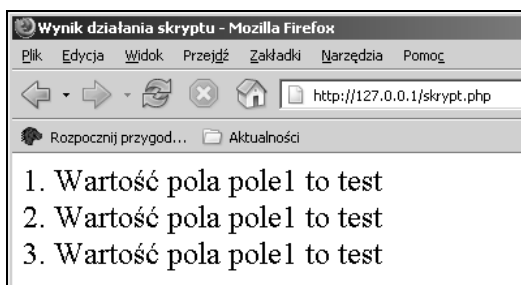 Wynik działania skryptu - Mozilla Firefox
Plik Edycja Widok Przejdź Zakładki Narzędzia Pomoc
http://127.0.0.1/skrypt.php
Rozpocznij przygod... Aktualności
1. Wartość pola pole1 to test
2. Wartość pola pole1 to test
3. Wartość pola pole1 to test